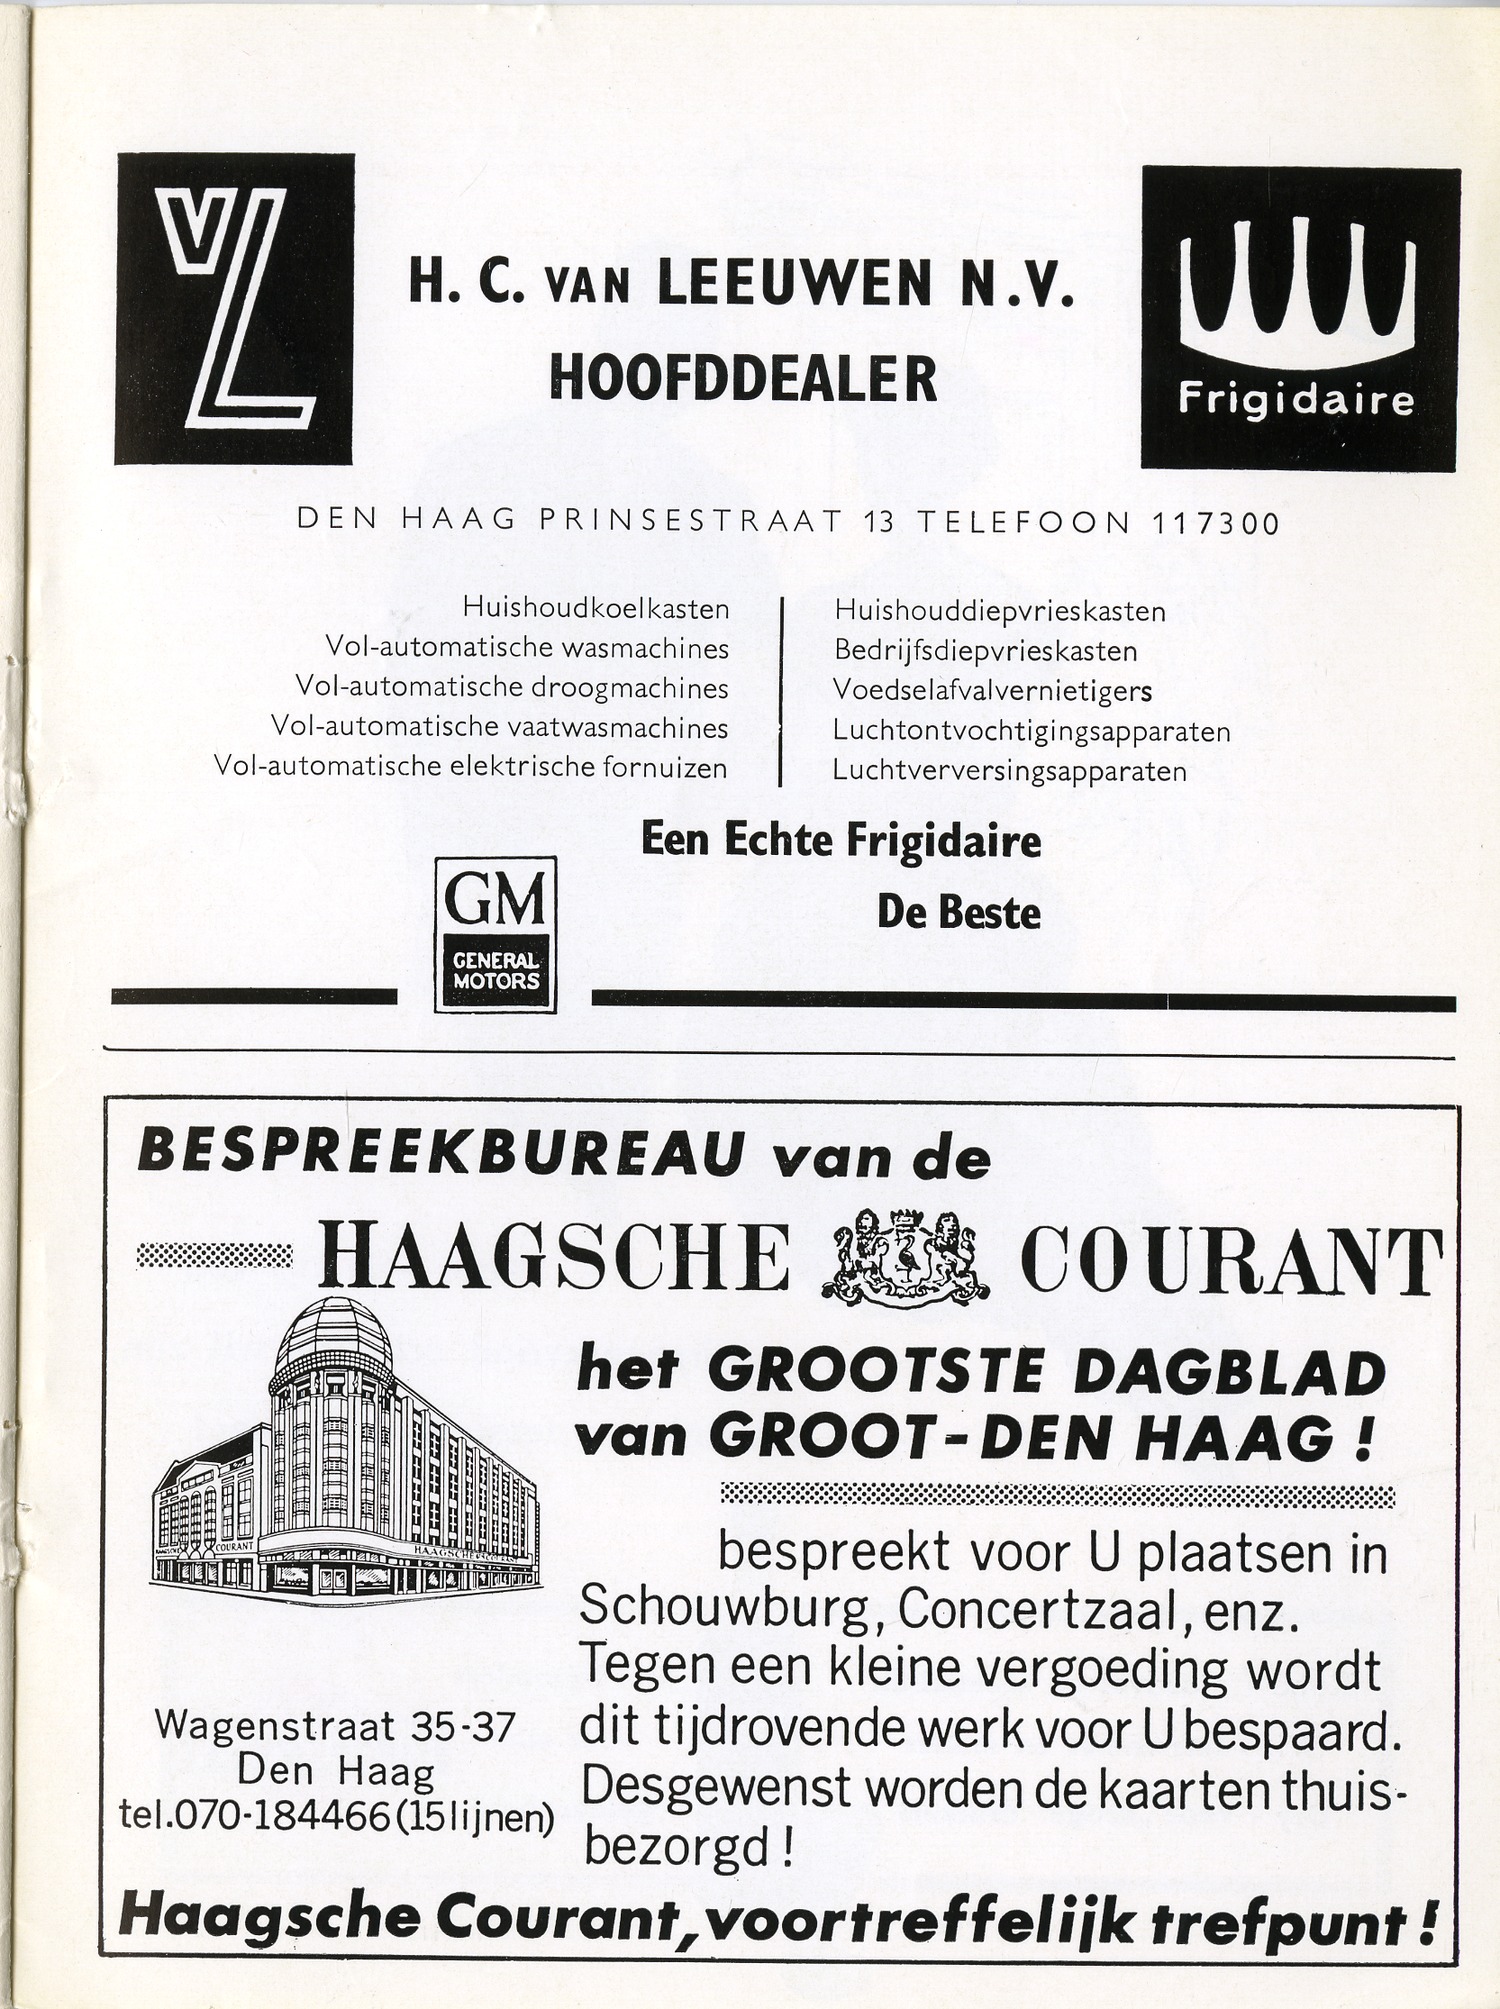 VL
H. C. VAN LEEUWEN N.V.
HOOFDDEALER
Frigidaire
DEN HAAG PRINSESTRAAT 13 TELEFOON 117300
Huishoudkoelkasten
Vol-automatische wasmachines
Vol-automatische droogmachines
Vol-automatische vaatwasmachines
Vol-automatische elektrische fornuizen
Huishouddiepvrieskasten
Bedrijfsdiepvrieskasten
Voedselafvalvernietigers
Luchtontvochtigingsapparaten
Luchtverversingsapparaten
Een Echte Frigidaire
De Beste
GM
GENERAL
MOTORS
BESPREEKBUREAU van de
HAAGSCHE COURANT
het GROOTSTE DAGBLAD
van GROOT-DEN HAAG !
COURANT
bespreekt voor U plaatsen in
Schouwburg, Concertzaal, enz.
Tegen een kleine vergoeding wordt
dit tijdrovende werk voor U bespaard.
Desgewenst worden de kaarten thuis-
bezorgd !
Wagenstraat 35-37
Den Haag
tel.070-184466 (15 lijnen)
Haagsche Courant, voortreffelijk trefpunt !